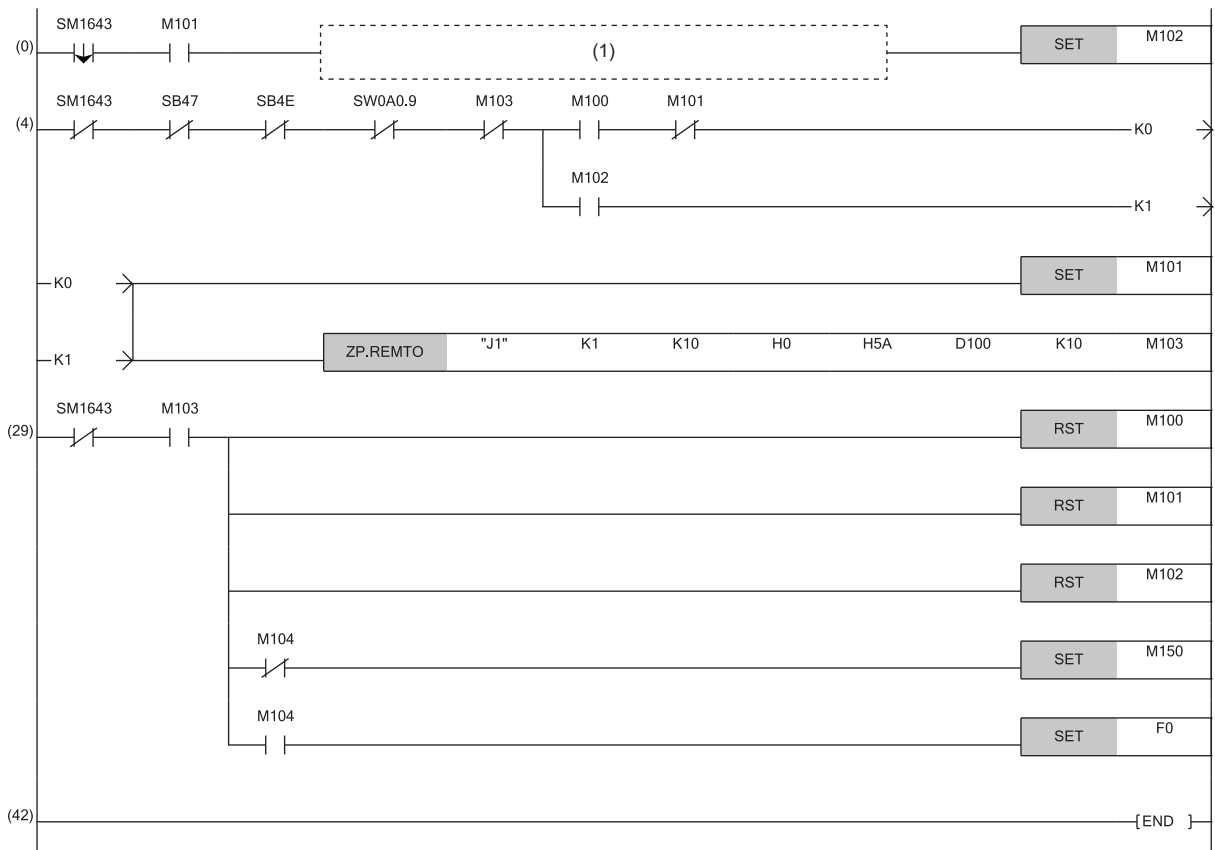 SM1643 M101
(0) (1) SET M102
SM1643 SB47 SB4E SW0A0.9 M103 M100 M101
(4) K0
M102
K1
K0 SET M101
K1 ZP.REMTO "J1" K1 K10 H0 H5A D100 K10 M103
SM1643 M103
(29) RST M100
RST M101
RST M102
M104
SET M150
M104
SET F0
(42) [END ]